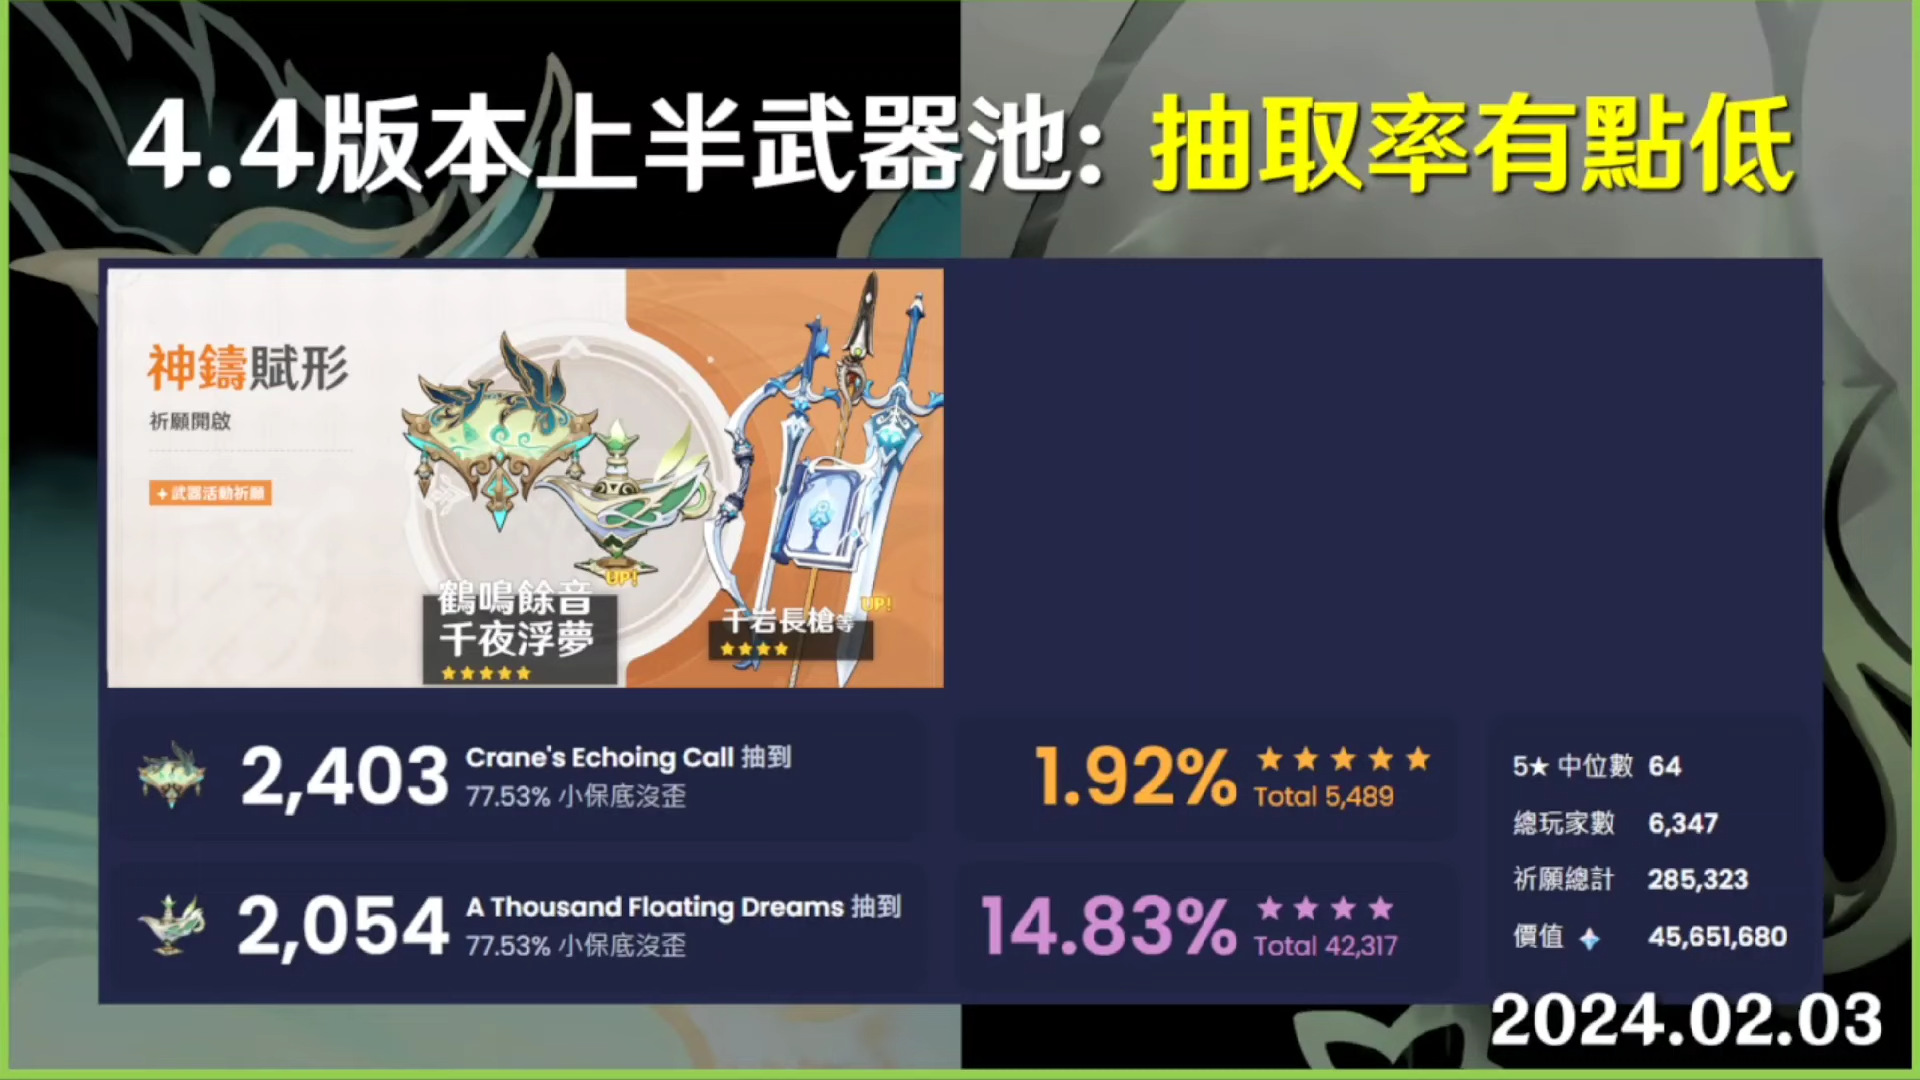 4.4版本上半武器池: 抽取率有點低
神鑄賦形
祈願開啟
武器活動祈願
UP!
鶴鳴餘音
千夜浮夢
UP!
千岩長槍等
2,403
Crane's Echoing Call 抽到
77.53% 小保底沒歪
1.92%
Total 5,489
5★ 中位數 64
總玩家數 6,347
祈願總計 285,323
價值 45,651,680
2,054
A Thousand Floating Dreams 抽到
77.53% 小保底沒歪
14.83%
Total 42,317
2024.02.03